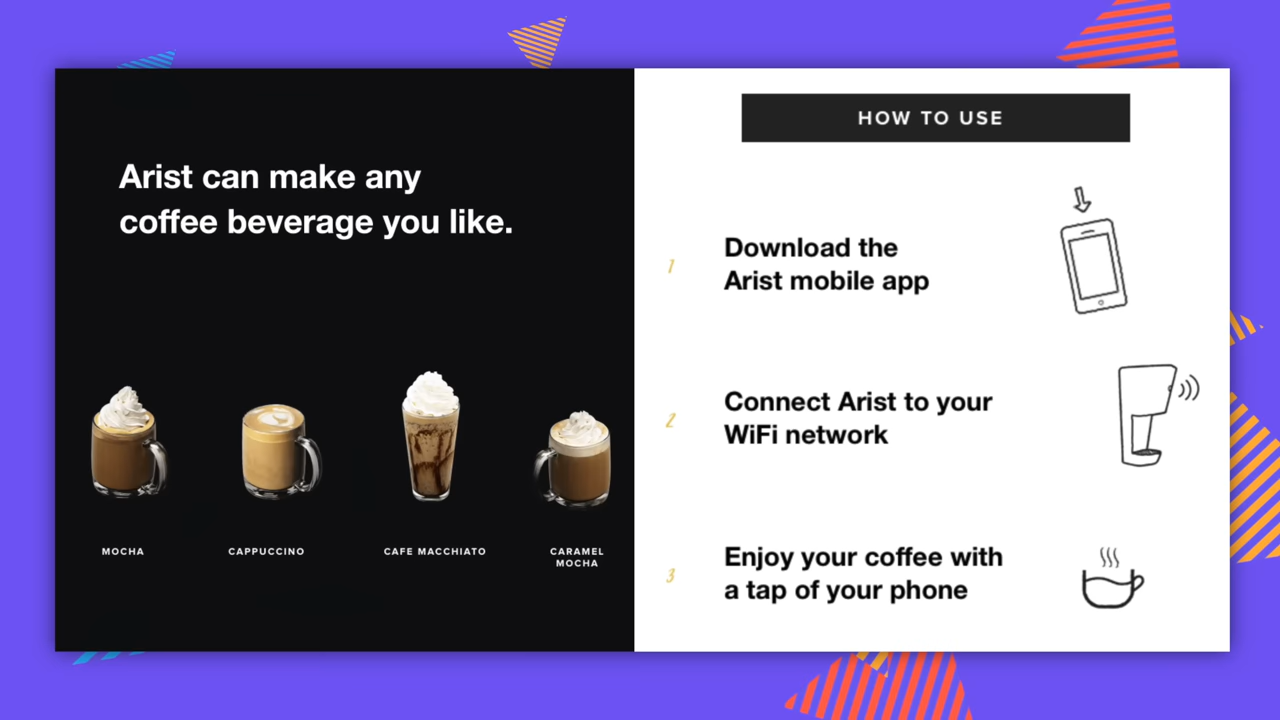 Arist can make any
coffee beverage you like.
MOCHA
CAPPUCCINO
CAFE MACCHIATO
CARAMEL
MOCHA
HOW TO USE
1
Download the
Arist mobile app
2
Connect Arist to your
WiFi network
3
Enjoy your coffee with
a tap of your phone